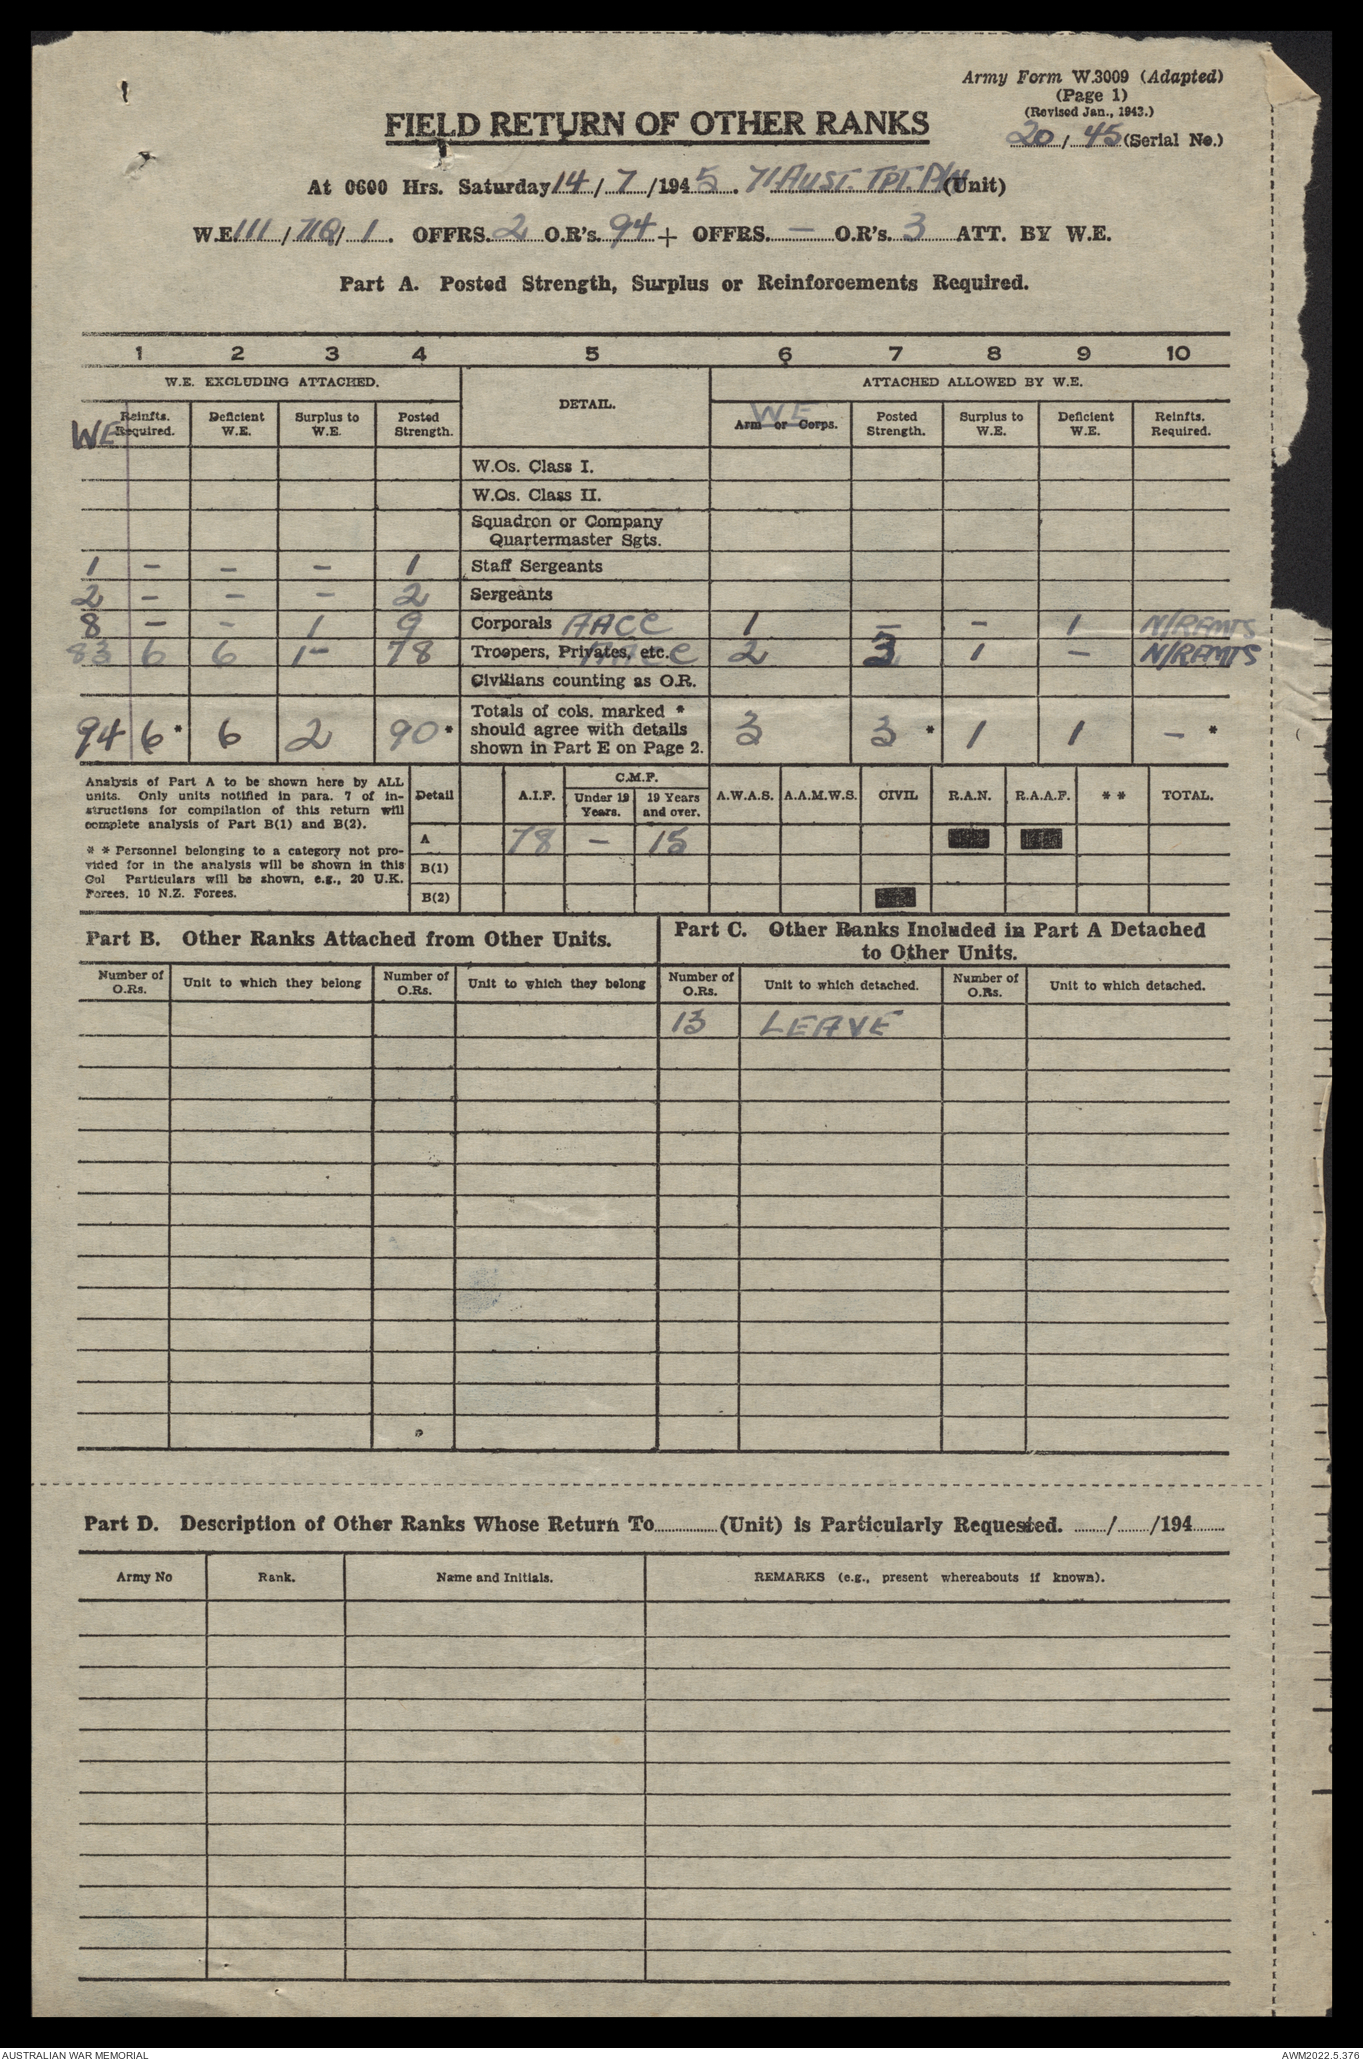 Army Form W.3009 (Adapted)
(Page 1)
(Revised Jan., 1943.)
20/45 (Serial No.)
FIELD RETURN OF OTHER RANKS
At 0600 Hrs. Saturday 14/7/1945. 71 AUST. TPT. PLN (Unit)
W.E. 111/71Q/1. OFFRS. 2 O.R's. 94 + OFFRS. — O.R's. 3 ATT. BY W.E.
Part A. Posted Strength, Surplus or Reinforcements Required.
1 2 3 4 5 6 7 8 9 10
W.E. EXCLUDING ATTACHED. DETAIL. ATTACHED ALLOWED BY W.E.
WE Reinfts. Required. Deficient W.E. Surplus to W.E. Posted Strength. WE Arm or Corps. Posted Strength. Surplus to W.E. Deficient W.E. Reinfts. Required.
W.Os. Class I.
W.Os. Class II.
Squadron or Company
Quartermaster Sgts.
1 – – – 1 Staff Sergeants
2 – – – 2 Sergeants
8 – – 1 9 Corporals AACC 1 – – 1 N/RFMTS
83 6 6 1– 78 Troopers, Privates, etc. AACC 2 3 1 – N/RFMTS
Civilians counting as O.R.
94 6* 6 2 90* Totals of cols. marked * should agree with details shown in Part E on Page 2. 3 3* 1 1 –*
Analysis of Part A to be shown here by ALL
units. Only units notified in para. 7 of in-
structions for compilation of this return will
complete analysis of Part B(1) and B(2).
* * Personnel belonging to a category not pro-
vided for in the analysis will be shown in this
Col Particulars will be shown, e.g., 20 U.K.
Forces, 10 N.Z. Forces.
Detail A.I.F. C.M.F. Under 19 Years. 19 Years and over. A.W.A.S. A.A.M.W.S. CIVIL R.A.N. R.A.A.F. * * TOTAL.
A 78 – 15
B(1)
B(2)
Part B. Other Ranks Attached from Other Units.
Part C. Other Ranks Included in Part A Detached
to Other Units.
Number of O.Rs. Unit to which they belong Number of O.Rs. Unit to which they belong Number of O.Rs. Unit to which detached. Number of O.Rs. Unit to which detached.
13 LEAVE
Part D. Description of Other Ranks Whose Return To (Unit) is Particularly Requested. / /194
Army No Rank. Name and Initials. REMARKS (e.g., present whereabouts if known).
AUSTRALIAN WAR MEMORIAL AWM2022.5.376